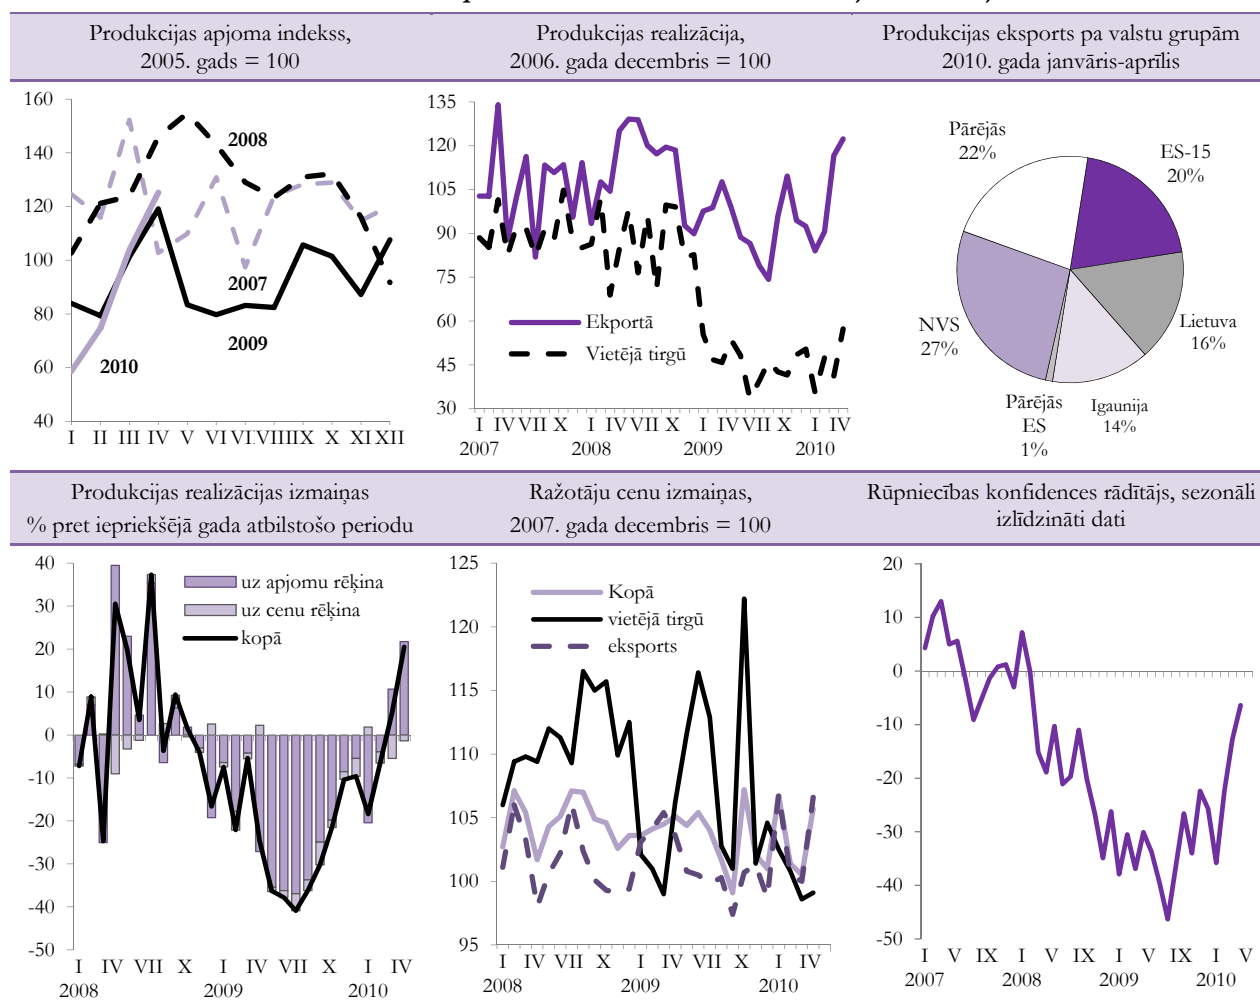 Produkcijas apjoma indekss,
2005. gads = 100
Produkcijas realizācija,
2006. gada decembris = 100
Produkcijas eksports pa valstu grupām
2010. gada janvāris-aprīlis
160
140
120
100
80
60
40
2008
2007
2009
2010
I II III IV V VI VII VIII IX X XI XII
135
120
105
90
75
60
45
30
Ekportā
Vietējā tirgū
I IV VII X I IV VII X I IV VII X I IV
2007 2008 2009 2010
Pārējās
22%
ES-15
20%
Lietuva
16%
Igaunija
14%
Pārējās
ES
1%
NVS
27%
Produkcijas realizācijas izmaiņas
% pret iepriekšējā gada atbilstošo periodu
Ražotāju cenu izmaiņas,
2007. gada decembris = 100
Rūpniecības konfidences rādītājs, sezonāli
izlīdzināti dati
40
30
20
10
0
-10
-20
-30
-40
-50
uz apjomu rēķina
uz cenu rēķina
kopā
I IV VII X I IV VII X I IV
2008 2009 2010
125
120
115
110
105
100
95
Kopā
vietējā tirgū
eksports
I IV VII X I IV VII X I IV
2008 2009 2010
20
10
0
-10
-20
-30
-40
-50
I V IX I V IX I V IX I V
2007 2008 2009 2010